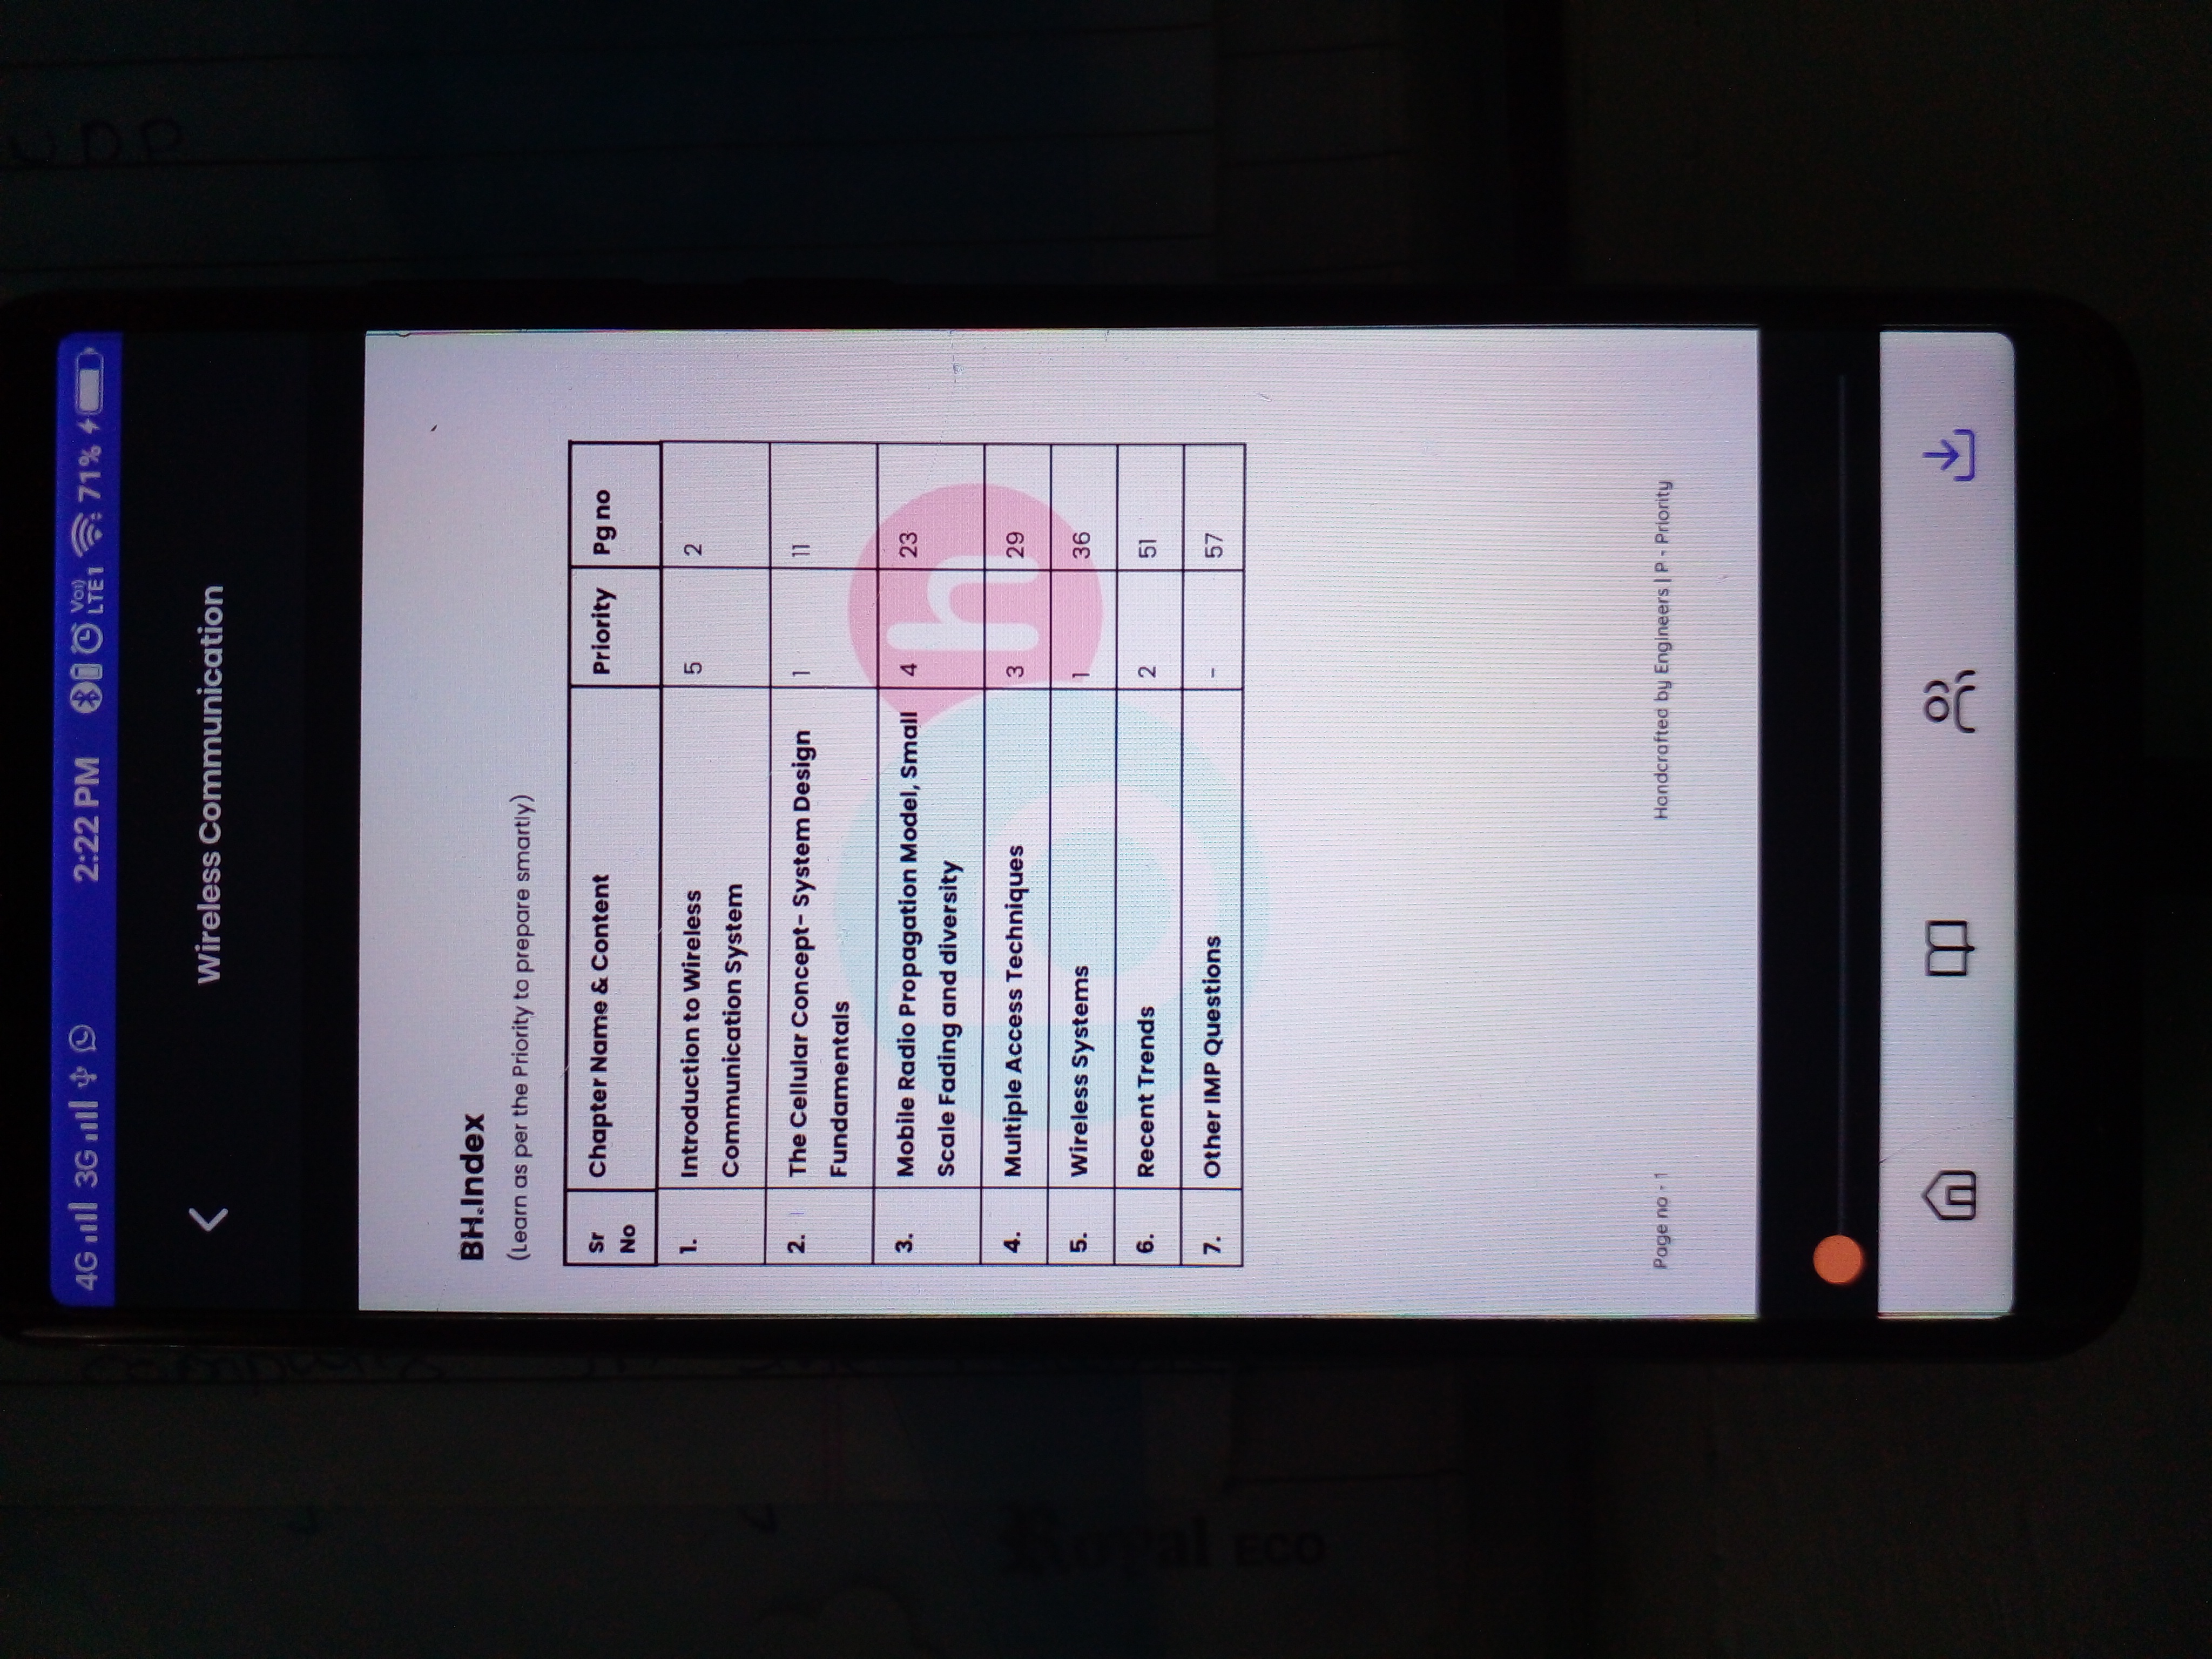 4G 3G 2:22 PM Vo)) LTE1 71%
Wireless Communication
BH.Index
(Learn as per the Priority to prepare smartly)
Sr No Chapter Name & Content Priority Pg no
1. Introduction to Wireless 5 2
Communication System
2. The Cellular Concept- System Design 1 11
Fundamentals
3. Mobile Radio Propagation Model, Small 4 23
Scale Fading and diversity
4. Multiple Access Techniques 3 29
5. Wireless Systems 1 36
6. Recent Trends 2 51
7. Other IMP Questions - 57
bh
Page no - 1 Handcrafted by Engineers | P - Priority
ECO